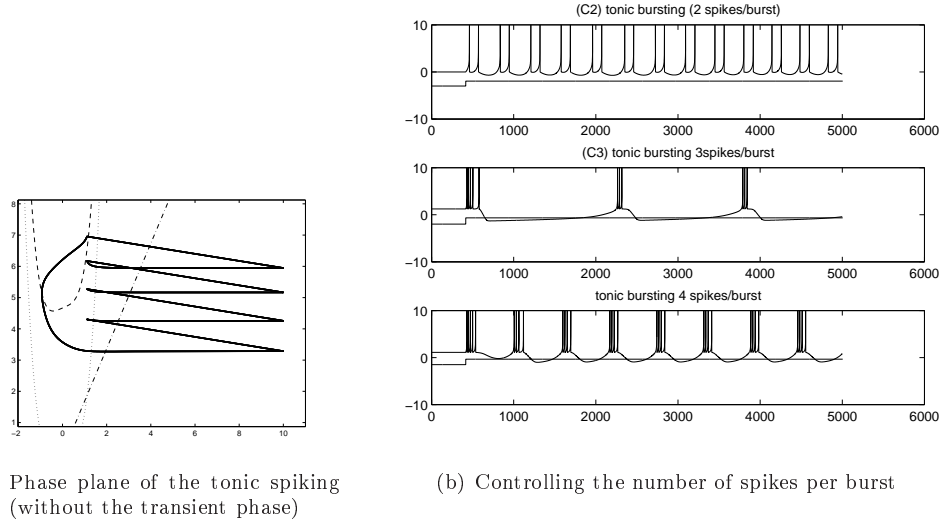 (C2) tonic bursting (2 spikes/burst)
10
0
−10
0 1000 2000 3000 4000 5000 6000
(C3) tonic bursting 3spikes/burst
10
0
−10
0 1000 2000 3000 4000 5000 6000
tonic bursting 4 spikes/burst
10
0
−10
0 1000 2000 3000 4000 5000 6000
8
7
6
5
4
3
2
1
−2 0 2 4 6 8 10
Phase plane of the tonic spiking
(without the transient phase)
(b) Controlling the number of spikes per burst